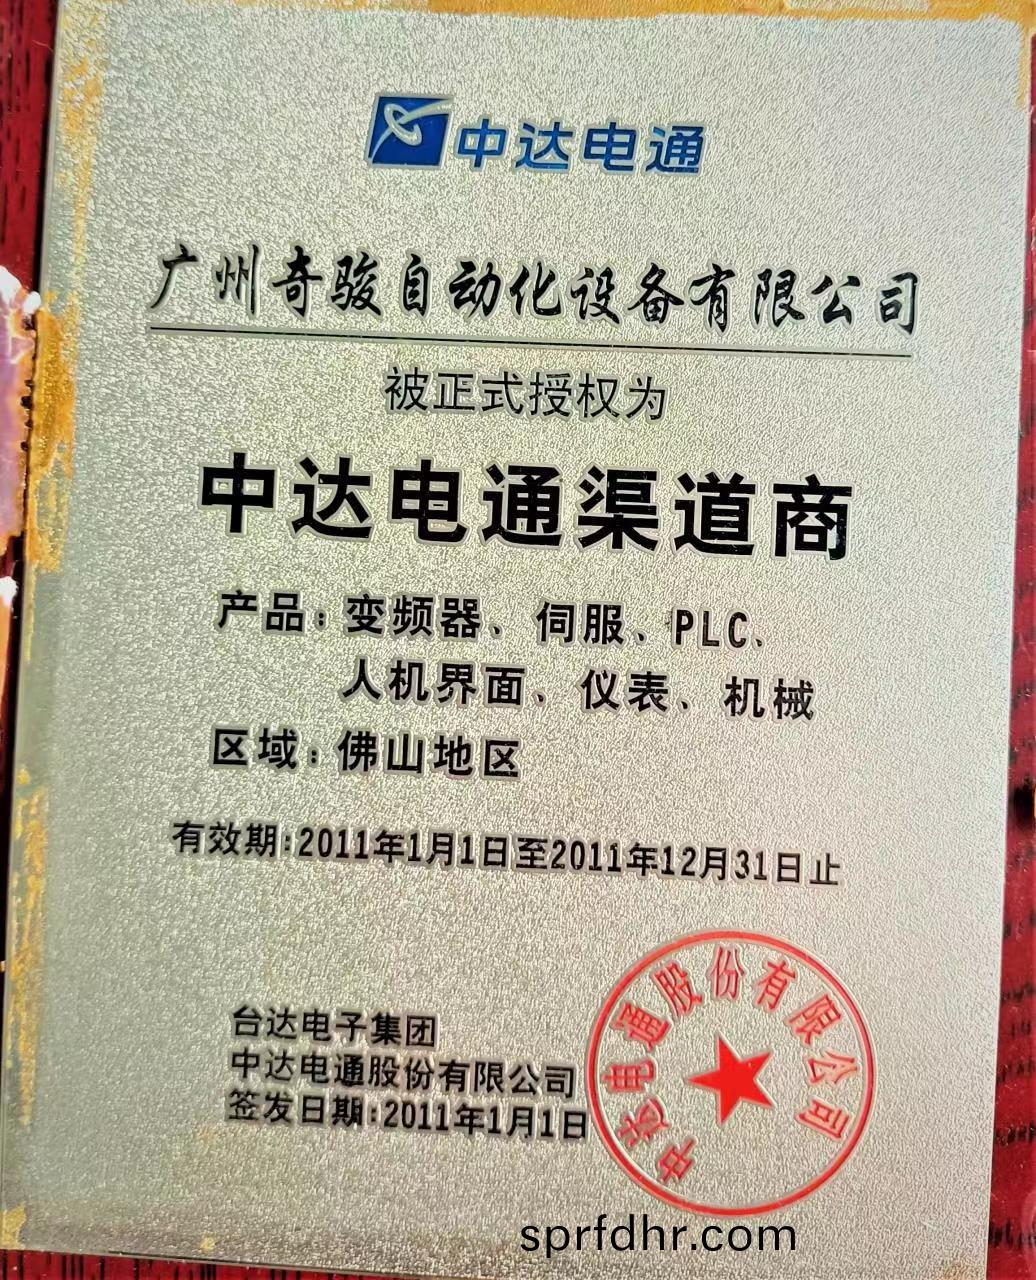 中达电通
广州奇骏自动化设备有限公司
被正式授权为
中达电通渠道商
产品:变频器、伺服、PLC、
人机界面、仪表、机械
区域:佛山地区
有效期:2011年1月1日至2011年12月31日止
台达电子集团
中达电通股份有限公司
签发日期:2011年1月1日
中达电通股份有限公司
sprfdhr.com